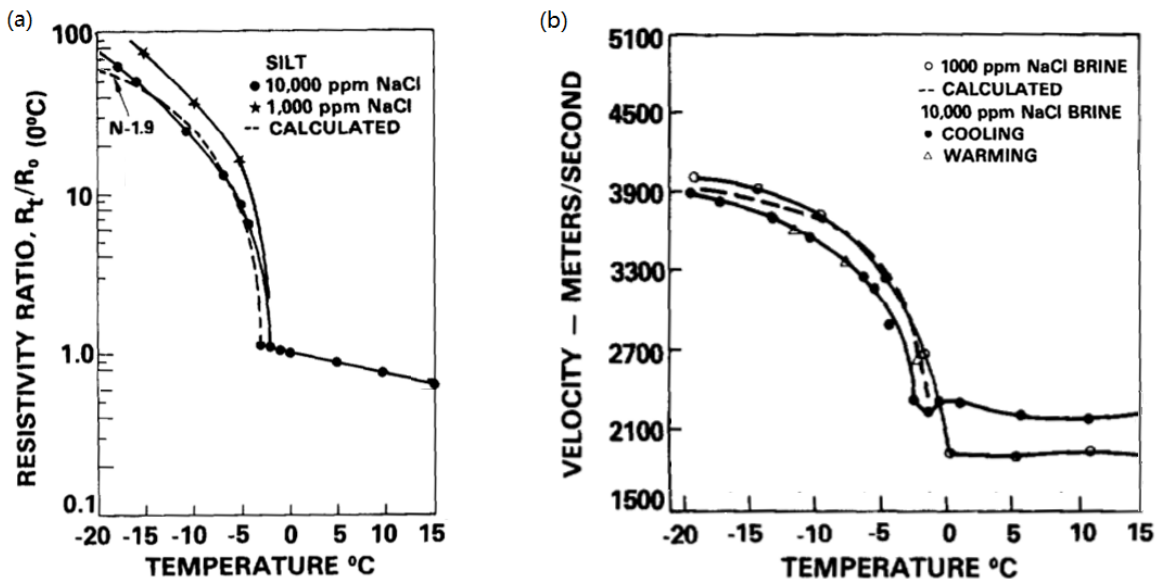 (a)
100
10
1.0
0.1
RESISTIVITY RATIO, Rt/Ro (0°C)
SILT
10,000 ppm NaCl
1,000 ppm NaCl
CALCULATED
N-1.9
-20 -15 -10 -5 0 5 10 15
TEMPERATURE ºC
(b)
5100
4500
3900
3300
2700
2100
1500
VELOCITY — METERS/SECOND
1000 ppm NaCl BRINE
CALCULATED
10,000 ppm NaCl BRINE
COOLING
WARMING
-20 -15 -10 -5 0 5 10 15
TEMPERATURE ºC